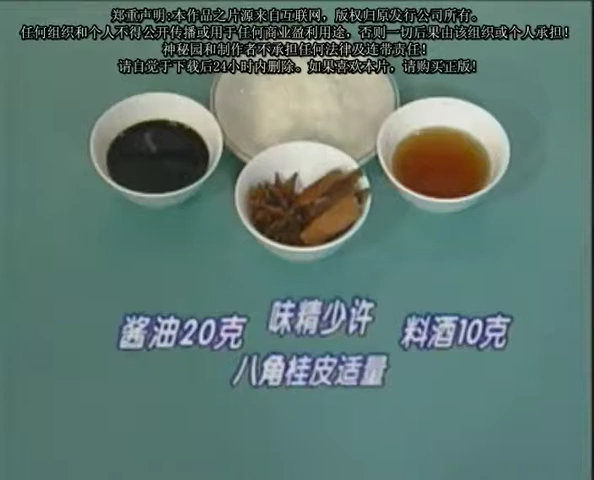 郑重声明:本作品之片源来自互联网，版权归原发行公司所有。
任何组织和个人不得公开传播或用于任何商业盈利用途，否则一切后果由该组织或个人承担！
神秘园和制作者不承担任何法律及连带责任！
请自觉于下载后24小时内删除。如果喜欢本片，请购买正版！
酱油20克 味精少许 料酒10克
八角桂皮适量